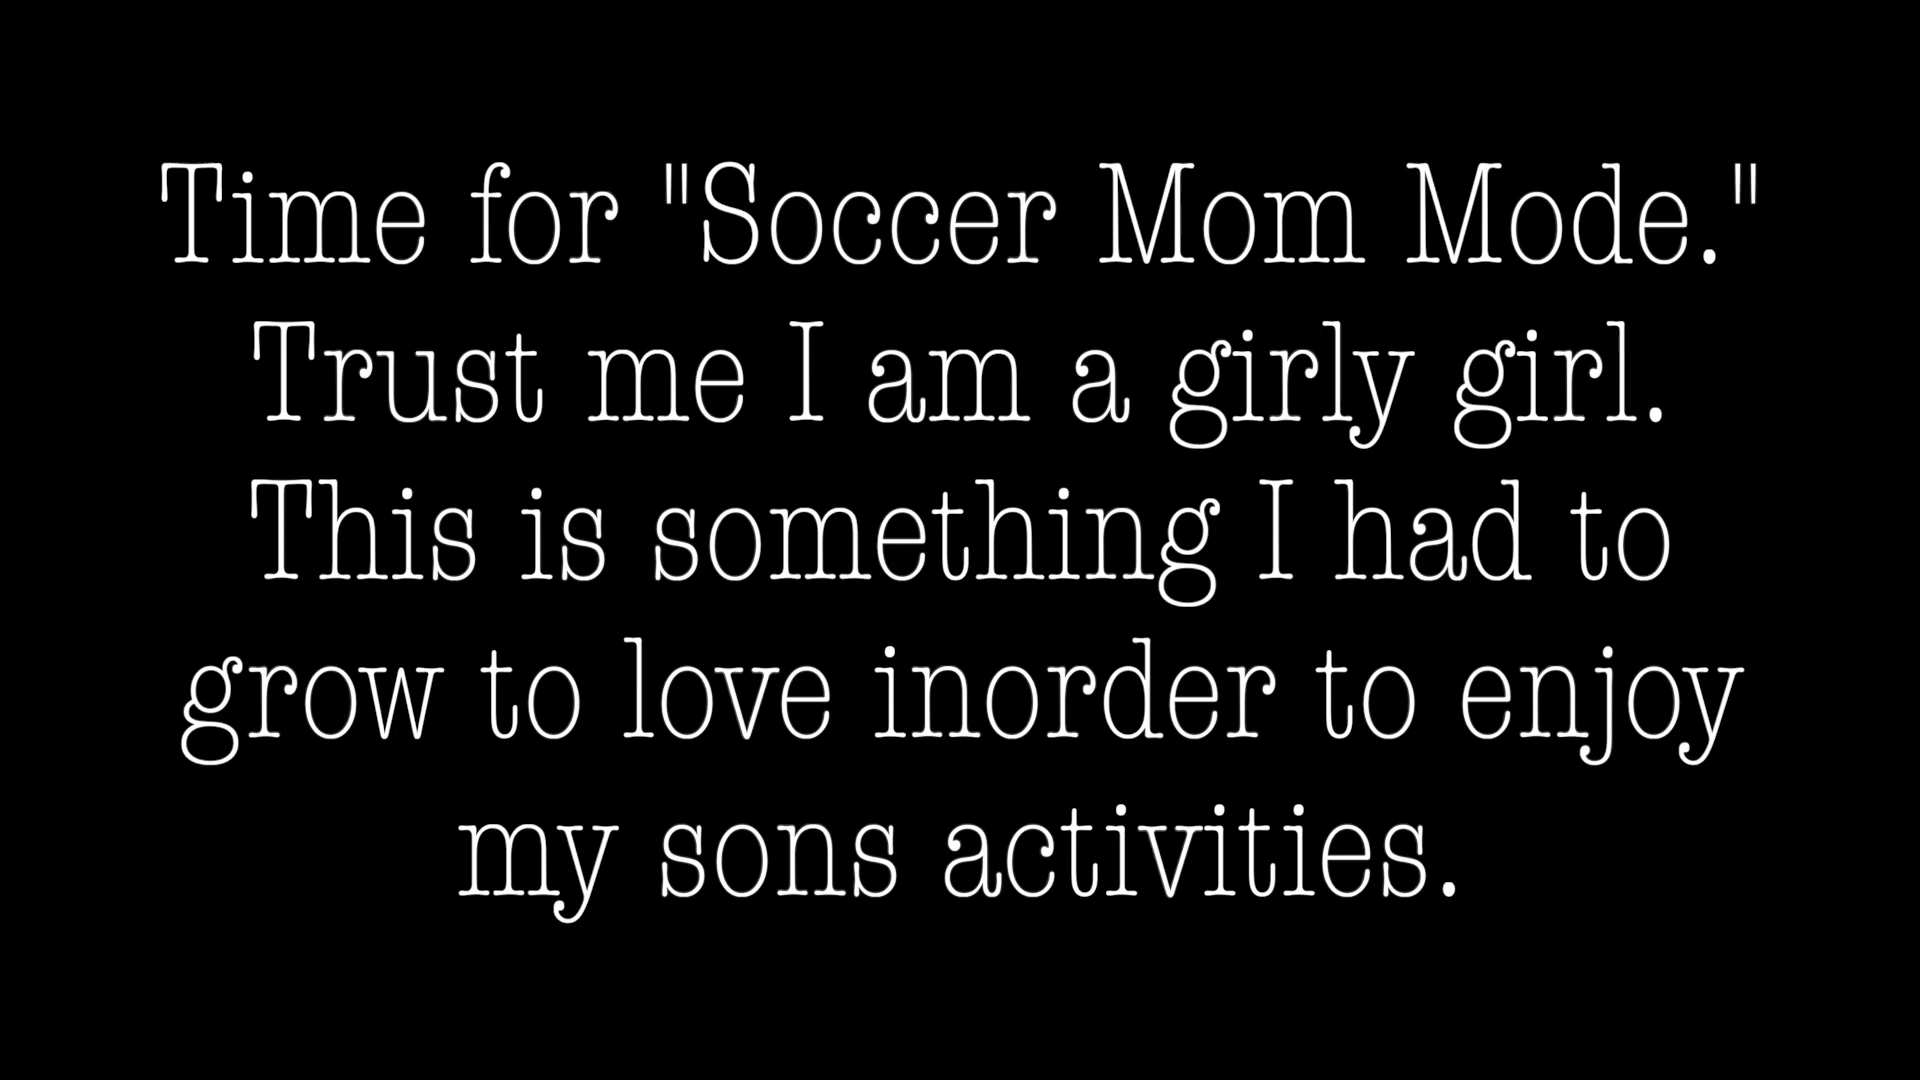 Time for "Soccer Mom Mode."
Trust me I am a girly girl.
This is something I had to
grow to love inorder to enjoy
my sons activities.